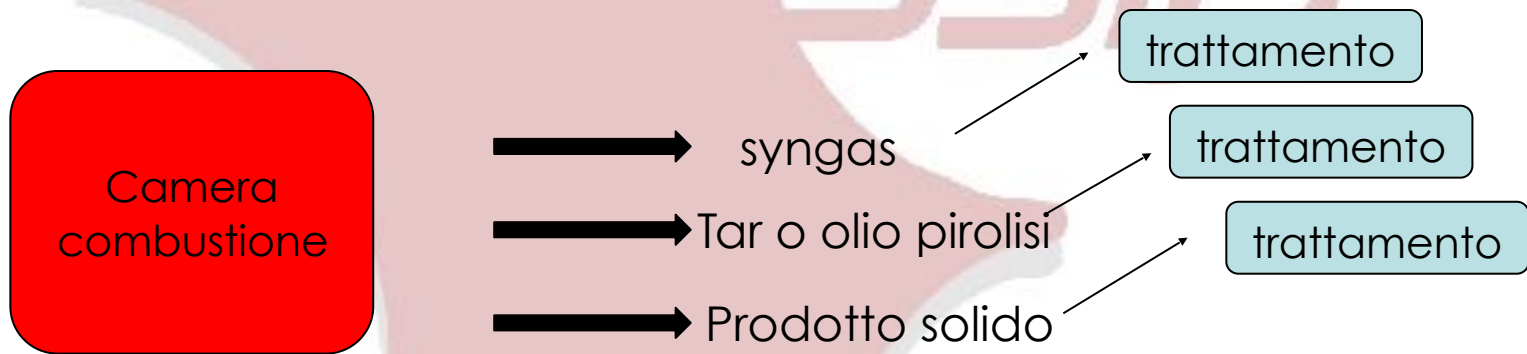 trattamento
syngas
trattamento
Camera
combustione
Tar o olio pirolisi
trattamento
Prodotto solido